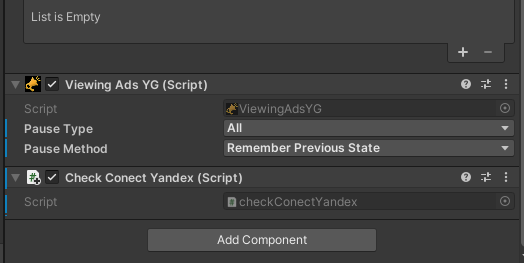 List is Empty
Viewing Ads YG (Script)
Script ViewingAdsYG
Pause Type All
Pause Method Remember Previous State
Check Conect Yandex (Script)
Script checkConectYandex
Add Component